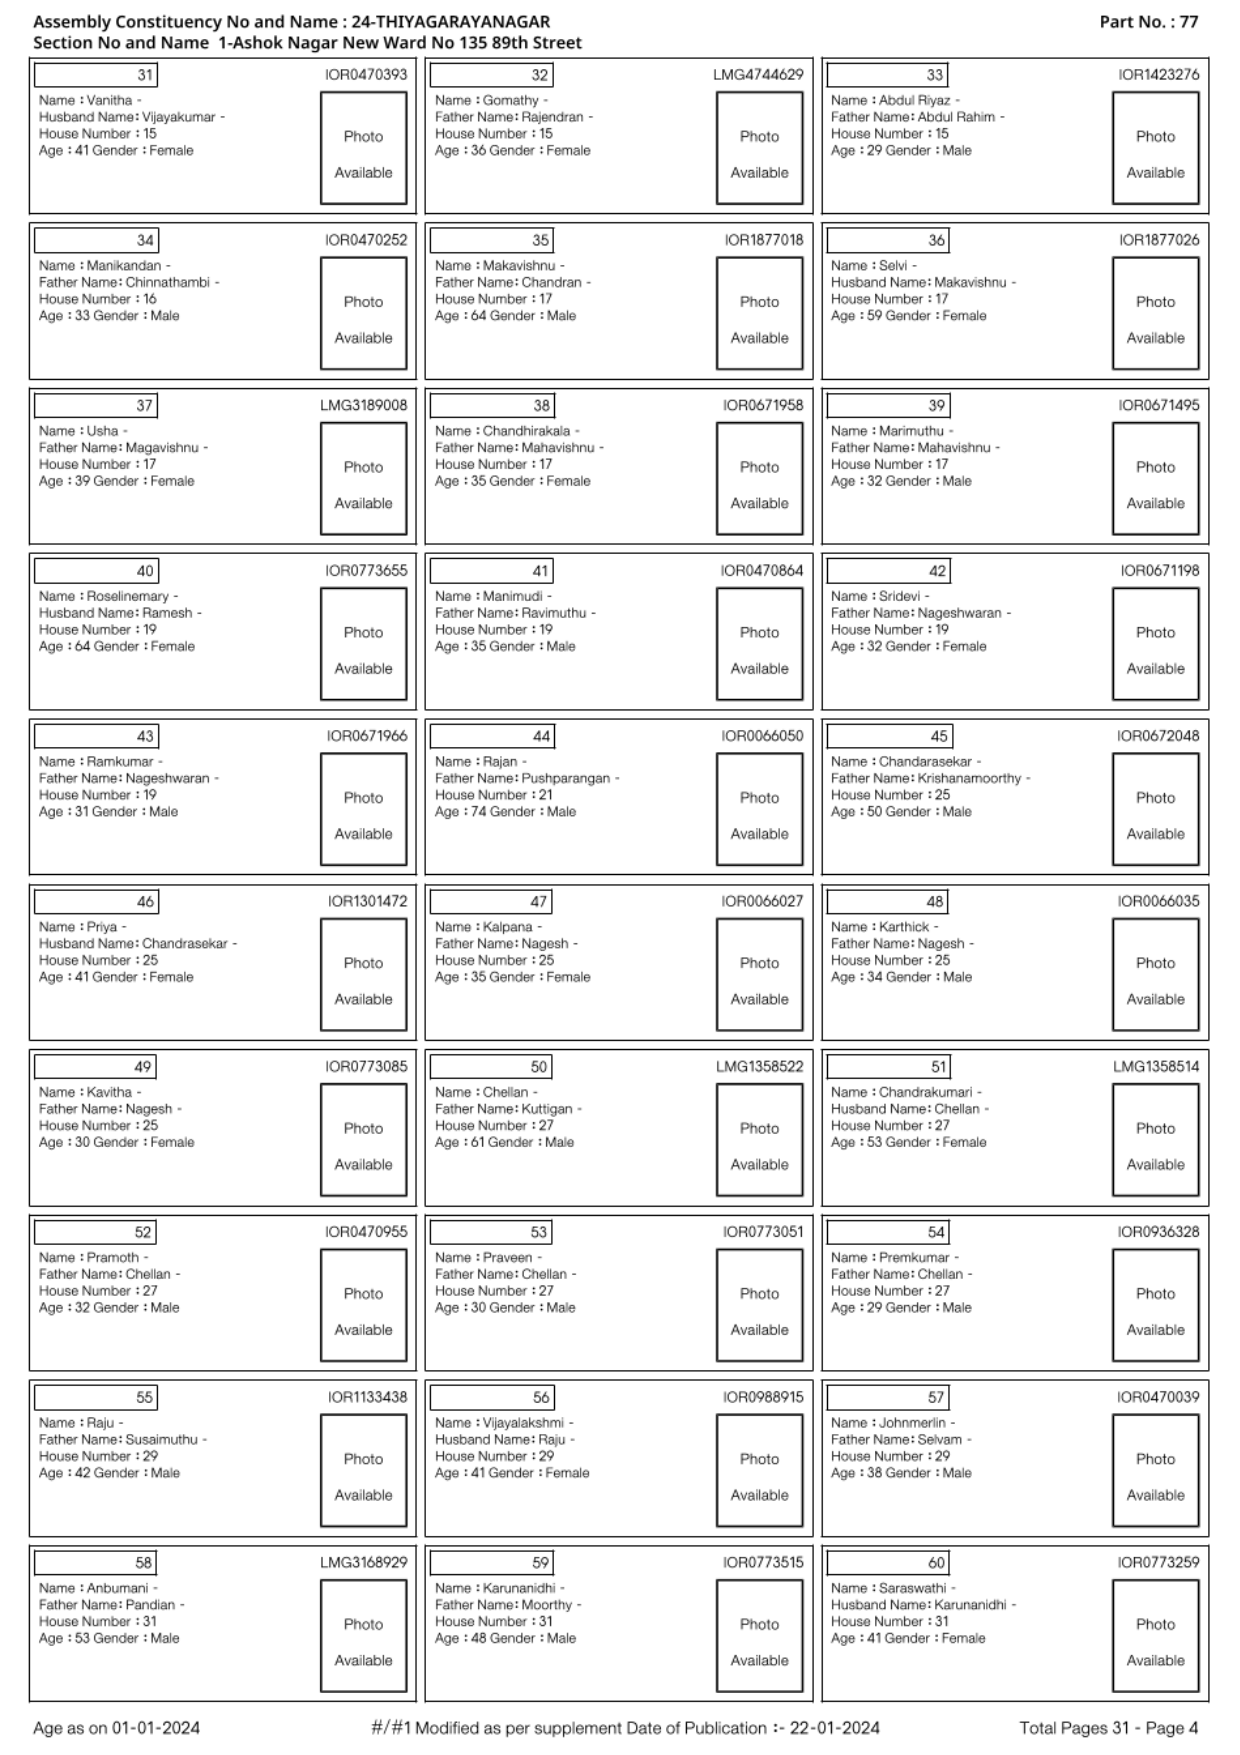 Assembly Constituency No and Name : 24-THIYAGARAYANAGAR
Part No. : 77
Section No and Name 1-Ashok Nagar New Ward No 135 89th Street
31 IOR0470393
Name : Vanitha -
Husband Name: Vijayakumar -
House Number : 15
Age : 41 Gender : Female
Photo
Available
32 LMG4744629
Name : Gomathy -
Father Name: Rajendran -
House Number : 15
Age : 36 Gender : Female
Photo
Available
33 IOR1423276
Name : Abdul Riyaz -
Father Name: Abdul Rahim -
House Number : 15
Age : 29 Gender : Male
Photo
Available
34 IOR0470252
Name : Manikandan -
Father Name: Chinnathambi -
House Number : 16
Age : 33 Gender : Male
Photo
Available
35 IOR1877018
Name : Makavishnu -
Father Name: Chandran -
House Number : 17
Age : 64 Gender : Male
Photo
Available
36 IOR1877026
Name : Selvi -
Husband Name: Makavishnu -
House Number : 17
Age : 59 Gender : Female
Photo
Available
37 LMG3189008
Name : Usha -
Father Name: Magavishnu -
House Number : 17
Age : 39 Gender : Female
Photo
Available
38 IOR0671958
Name : Chandhirakala -
Father Name: Mahavishnu -
House Number : 17
Age : 35 Gender : Female
Photo
Available
39 IOR0671495
Name : Marimuthu -
Father Name: Mahavishnu -
House Number : 17
Age : 32 Gender : Male
Photo
Available
40 IOR0773655
Name : Roselinemary -
Husband Name: Ramesh -
House Number : 19
Age : 64 Gender : Female
Photo
Available
41 IOR0470864
Name : Manimudi -
Father Name: Ravimuthu -
House Number : 19
Age : 35 Gender : Male
Photo
Available
42 IOR0671198
Name : Sridevi -
Father Name: Nageshwaran -
House Number : 19
Age : 32 Gender : Female
Photo
Available
43 IOR0671966
Name : Ramkumar -
Father Name: Nageshwaran -
House Number : 19
Age : 31 Gender : Male
Photo
Available
44 IOR0066050
Name : Rajan -
Father Name: Pushparangan -
House Number : 21
Age : 74 Gender : Male
Photo
Available
45 IOR0672048
Name : Chandarasekar -
Father Name: Krishanamoorthy -
House Number : 25
Age : 50 Gender : Male
Photo
Available
46 IOR1301472
Name : Priya -
Husband Name: Chandrasekar -
House Number : 25
Age : 41 Gender : Female
Photo
Available
47 IOR0066027
Name : Kalpana -
Father Name: Nagesh -
House Number : 25
Age : 35 Gender : Female
Photo
Available
48 IOR0066035
Name : Karthick -
Father Name: Nagesh -
House Number : 25
Age : 34 Gender : Male
Photo
Available
49 IOR0773085
Name : Kavitha -
Father Name: Nagesh -
House Number : 25
Age : 30 Gender : Female
Photo
Available
50 LMG1358522
Name : Chellan -
Father Name: Kuttigan -
House Number : 27
Age : 61 Gender : Male
Photo
Available
51 LMG1358514
Name : Chandrakumari -
Husband Name: Chellan -
House Number : 27
Age : 53 Gender : Female
Photo
Available
52 IOR0470955
Name : Pramoth -
Father Name: Chellan -
House Number : 27
Age : 32 Gender : Male
Photo
Available
53 IOR0773051
Name : Praveen -
Father Name: Chellan -
House Number : 27
Age : 30 Gender : Male
Photo
Available
54 IOR0936328
Name : Premkumar -
Father Name: Chellan -
House Number : 27
Age : 29 Gender : Male
Photo
Available
55 IOR1133438
Name : Raju -
Father Name: Susaimuthu -
House Number : 29
Age : 42 Gender : Male
Photo
Available
56 IOR0988915
Name : Vijayalakshmi -
Husband Name: Raju -
House Number : 29
Age : 41 Gender : Female
Photo
Available
57 IOR0470039
Name : Johnmerlin -
Father Name: Selvam -
House Number : 29
Age : 38 Gender : Male
Photo
Available
58 LMG3168929
Name : Anbumani -
Father Name: Pandian -
House Number : 31
Age : 53 Gender : Male
Photo
Available
59 IOR0773515
Name : Karunanidhi -
Father Name: Moorthy -
House Number : 31
Age : 48 Gender : Male
Photo
Available
60 IOR0773259
Name : Saraswathi -
Husband Name: Karunanidhi -
House Number : 31
Age : 41 Gender : Female
Photo
Available
Age as on 01-01-2024
#/#1 Modified as per supplement Date of Publication :- 22-01-2024
Total Pages 31 - Page 4